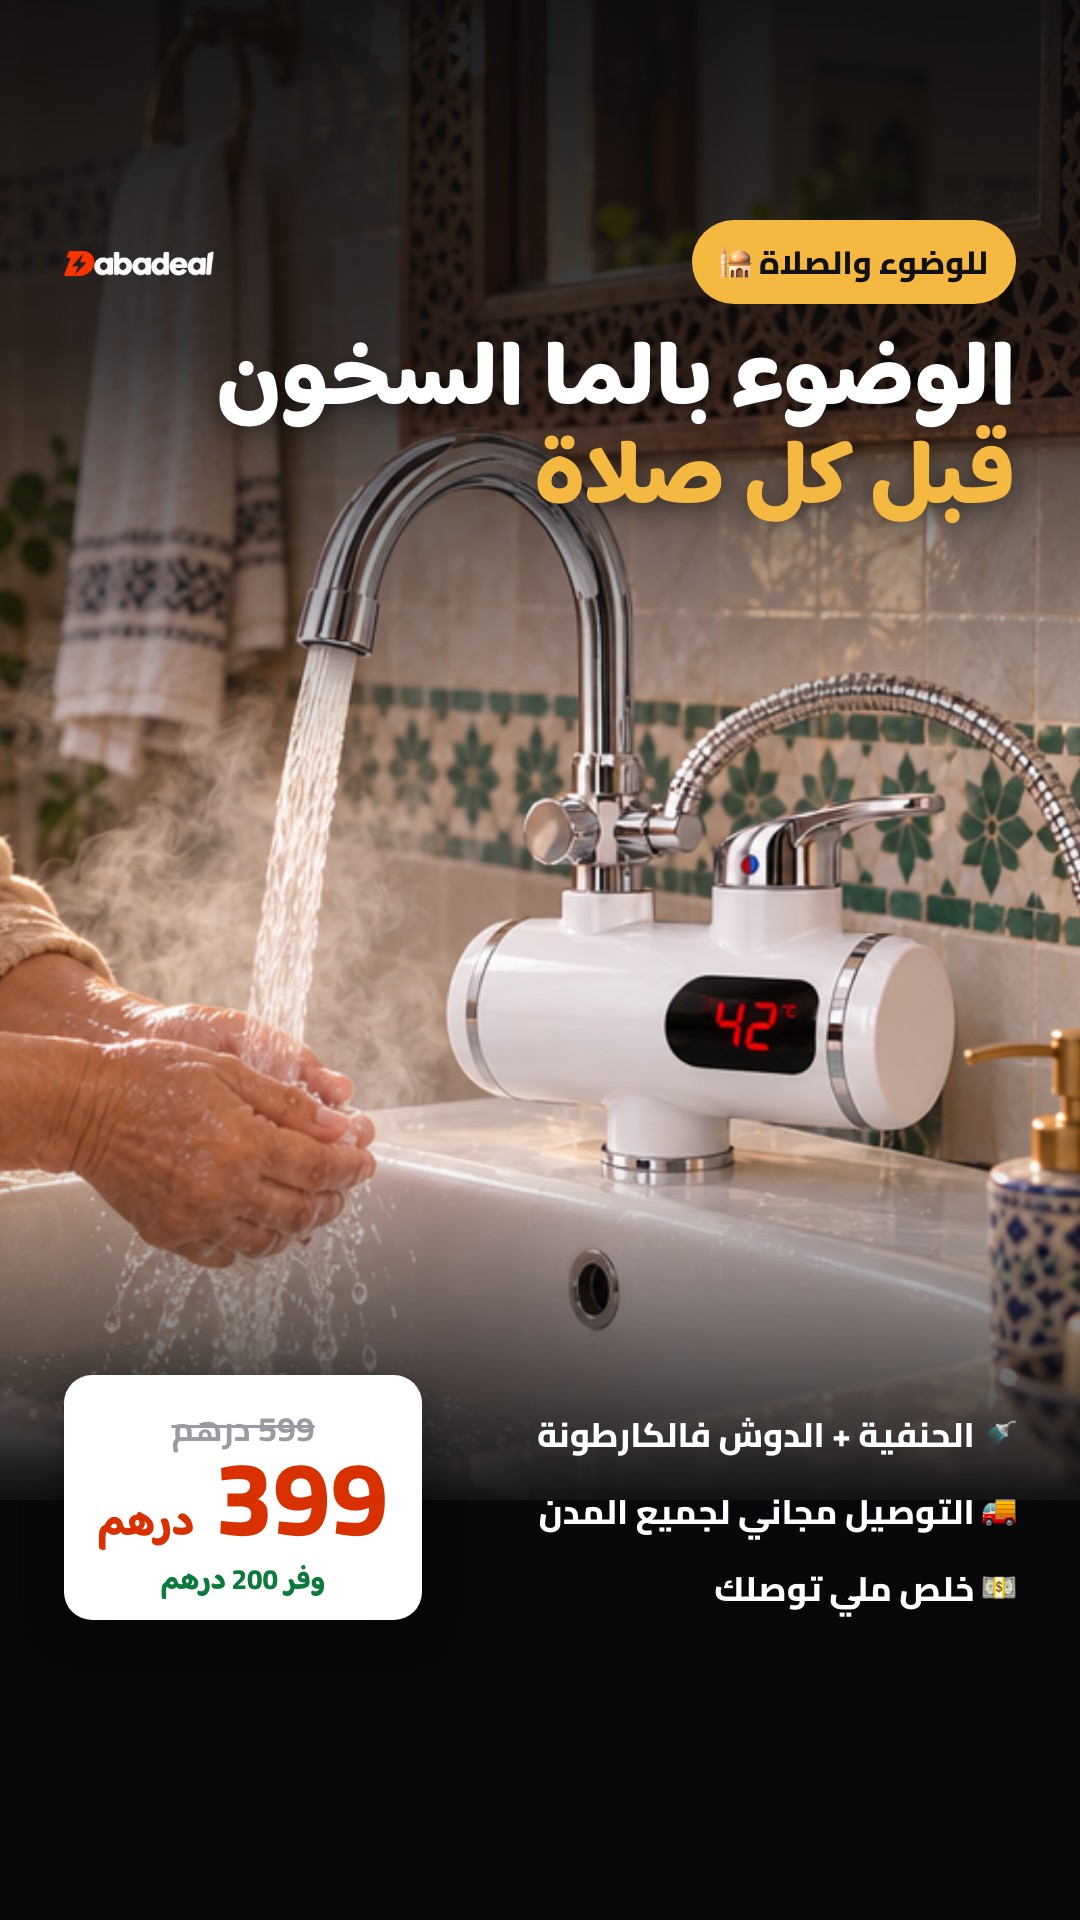 Dabadeal
للوضوء والصلاة 🕌
الوضوء بالما السخون
قبل كل صلاة
42 °C
🚿 الحنفية + الدوش فالكارطونة
🚚 التوصيل مجاني لجميع المدن
💵 خلص ملي توصلك
599 درهم
399 درهم
وفر 200 درهم